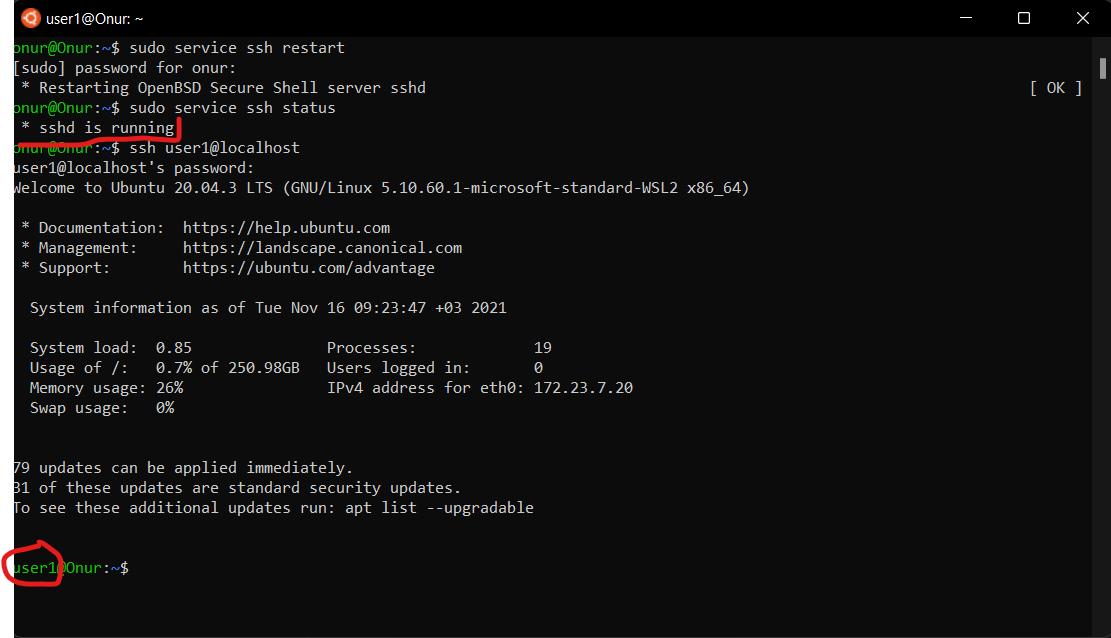 user1@Onur: ~
onur@Onur:~$ sudo service ssh restart
[sudo] password for onur:
* Restarting OpenBSD Secure Shell server sshd [ OK ]
onur@Onur:~$ sudo service ssh status
* sshd is running
onur@Onur:~$ ssh user1@localhost
user1@localhost's password:
Welcome to Ubuntu 20.04.3 LTS (GNU/Linux 5.10.60.1-microsoft-standard-WSL2 x86_64)
* Documentation: https://help.ubuntu.com
* Management: https://landscape.canonical.com
* Support: https://ubuntu.com/advantage
System information as of Tue Nov 16 09:23:47 +03 2021
System load: 0.85 Processes: 19
Usage of /: 0.7% of 250.98GB Users logged in: 0
Memory usage: 26% IPv4 address for eth0: 172.23.7.20
Swap usage: 0%
79 updates can be applied immediately.
31 of these updates are standard security updates.
To see these additional updates run: apt list --upgradable
user1@Onur:~$